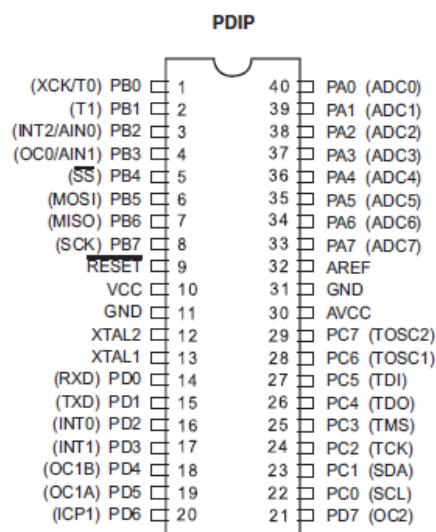 PDIP
(XCK/T0) PB0 1 40 PA0 (ADC0)
(T1) PB1 2 39 PA1 (ADC1)
(INT2/AIN0) PB2 3 38 PA2 (ADC2)
(OC0/AIN1) PB3 4 37 PA3 (ADC3)
(SS) PB4 5 36 PA4 (ADC4)
(MOSI) PB5 6 35 PA5 (ADC5)
(MISO) PB6 7 34 PA6 (ADC6)
(SCK) PB7 8 33 PA7 (ADC7)
RESET 9 32 AREF
VCC 10 31 GND
GND 11 30 AVCC
XTAL2 12 29 PC7 (TOSC2)
XTAL1 13 28 PC6 (TOSC1)
(RXD) PD0 14 27 PC5 (TDI)
(TXD) PD1 15 26 PC4 (TDO)
(INT0) PD2 16 25 PC3 (TMS)
(INT1) PD3 17 24 PC2 (TCK)
(OC1B) PD4 18 23 PC1 (SDA)
(OC1A) PD5 19 22 PC0 (SCL)
(ICP1) PD6 20 21 PD7 (OC2)